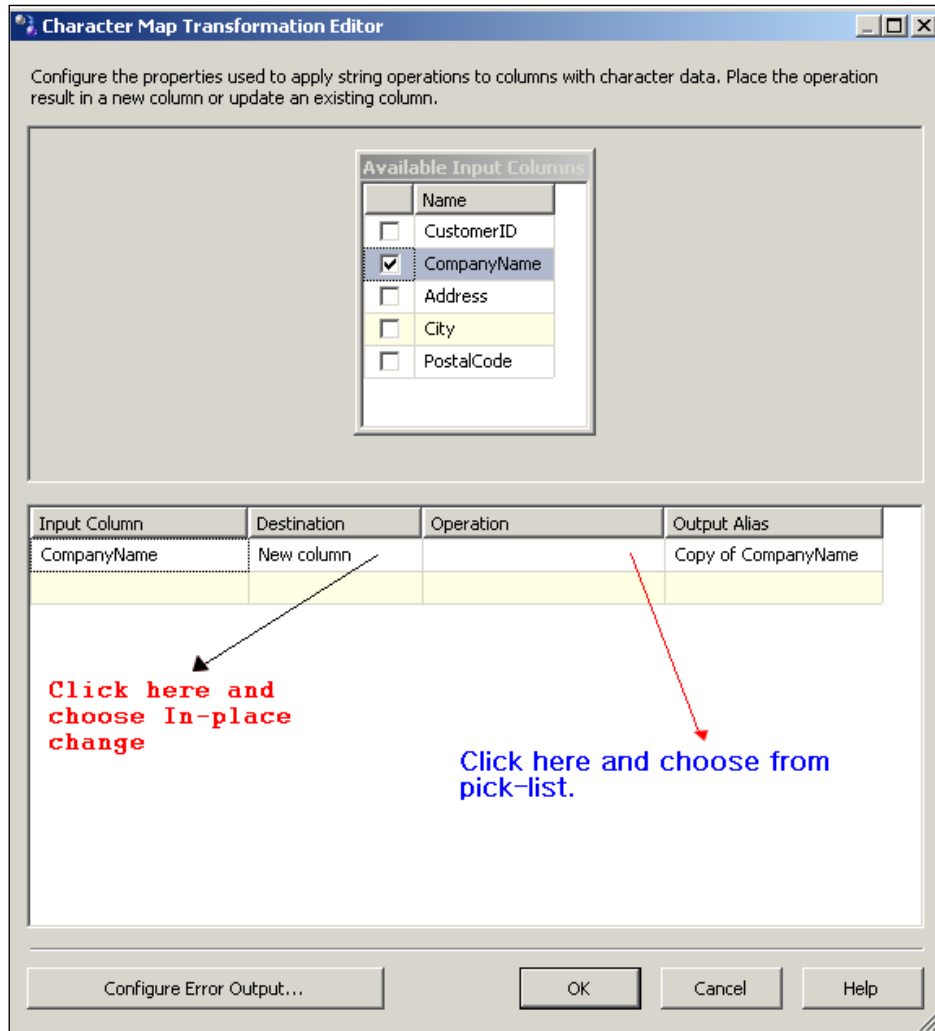 Character Map Transformation Editor
Configure the properties used to apply string operations to columns with character data. Place the operation
result in a new column or update an existing column.
Available Input Columns
Name
CustomerID
CompanyName
Address
City
PostalCode
Input Column Destination Operation Output Alias
CompanyName New column Copy of CompanyName
Click here and
choose In-place
change
Click here and choose from
pick-list.
Configure Error Output... OK Cancel Help